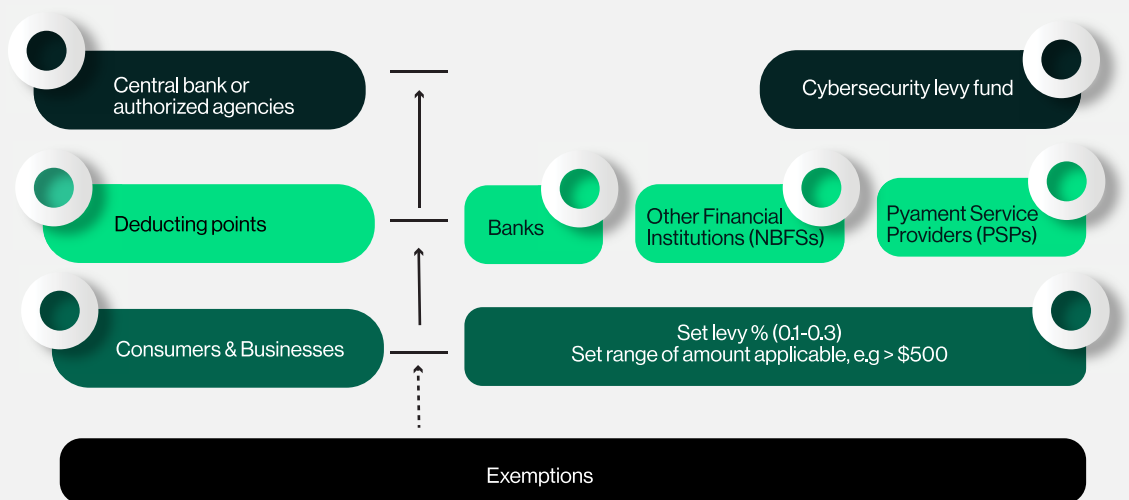 Central bank or
authorized agencies
Cybersecurity levy fund
Deducting points
Banks
Other Financial
Institutions (NBFSs)
Pyament Service
Providers (PSPs)
Consumers & Businesses
Set levy % (0.1-0.3)
Set range of amount applicable, e.g > $500
Exemptions